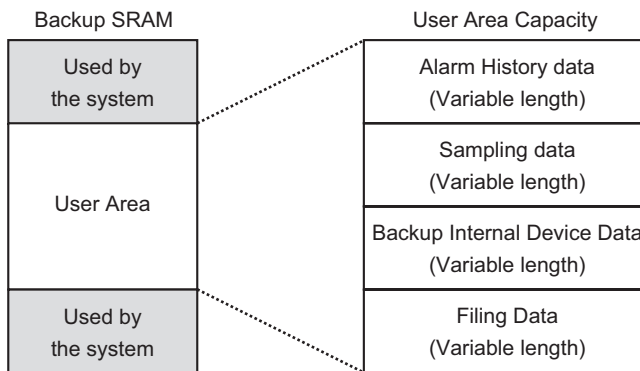 Backup SRAM
Used by
the system
User Area
Used by
the system
User Area Capacity
Alarm History data
(Variable length)
Sampling data
(Variable length)
Backup Internal Device Data
(Variable length)
Filing Data
(Variable length)